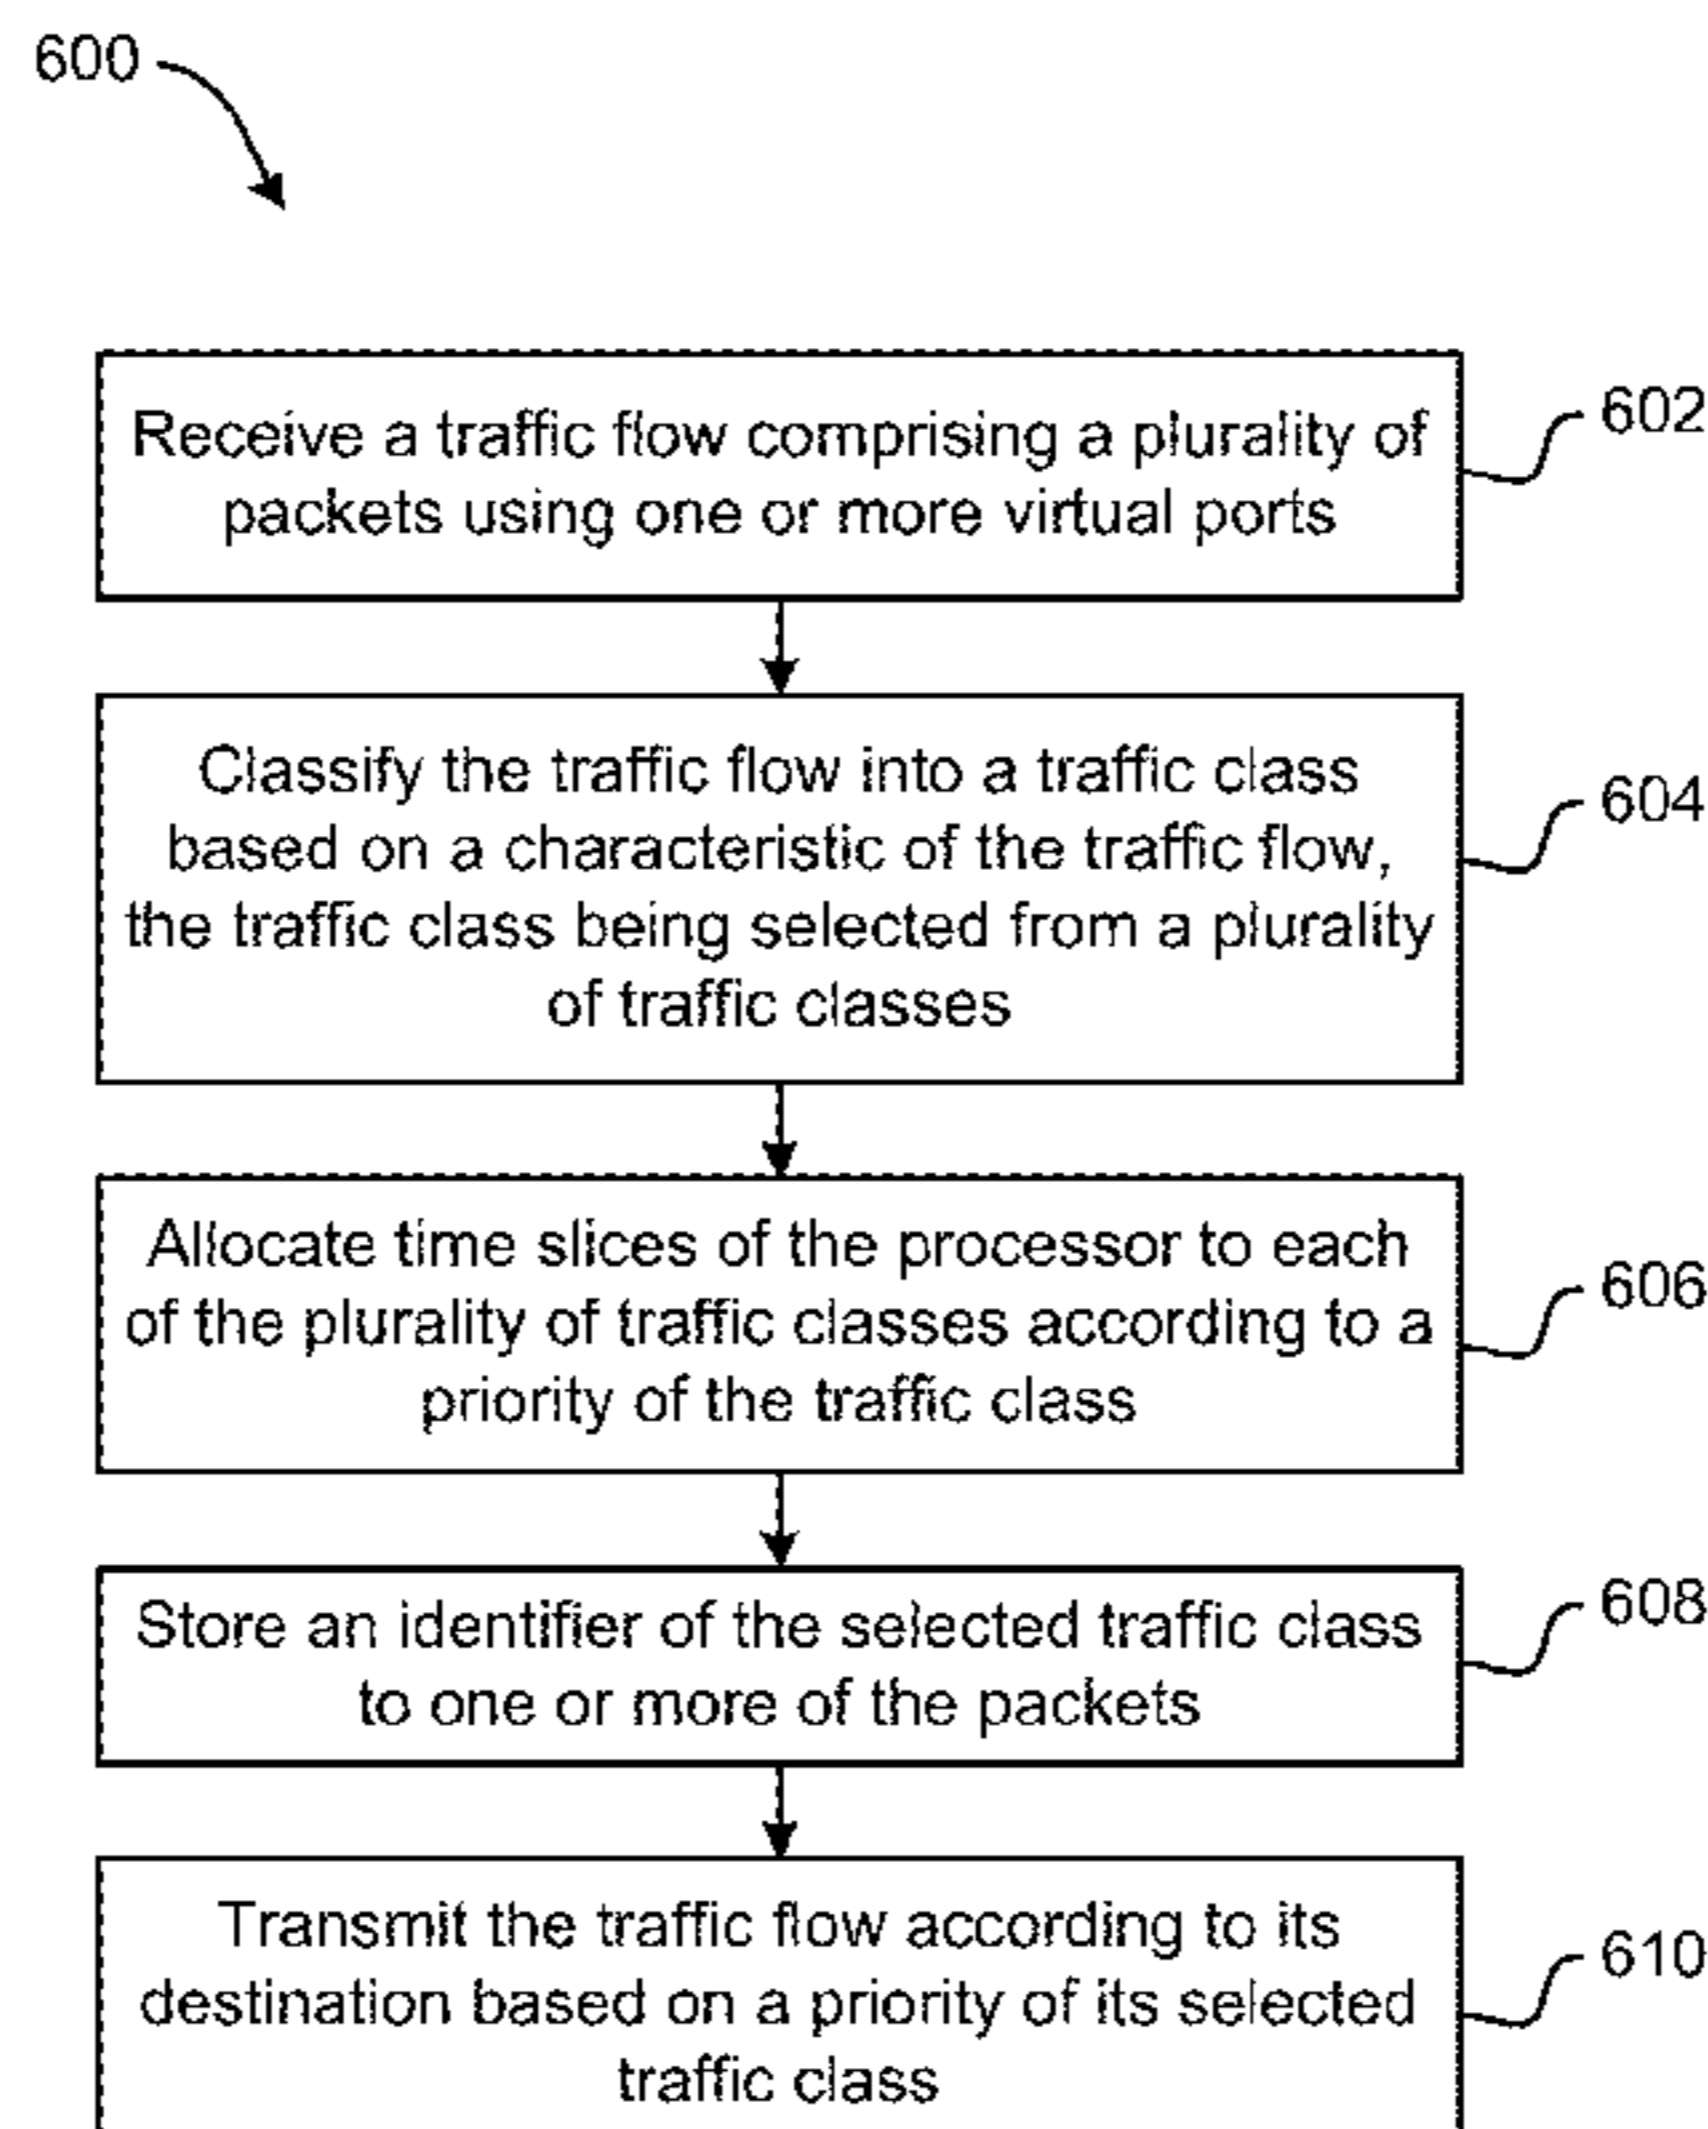 600
Receive a traffic flow comprising a plurality of
packets using one or more virtual ports
602
Classify the traffic flow into a traffic class
based on a characteristic of the traffic flow,
the traffic class being selected from a plurality
of traffic classes
604
Allocate time slices of the processor to each
of the plurality of traffic classes according to a
priority of the traffic class
606
Store an identifier of the selected traffic class
to one or more of the packets
608
Transmit the traffic flow according to its
destination based on a priority of its selected
traffic class
610